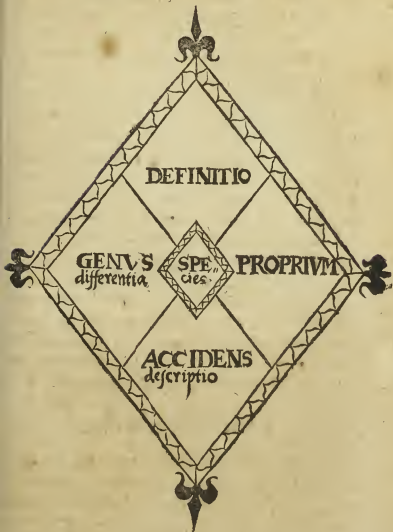 DEFINITIO
GENVS SPE" PROPRIVM
differentia cies
ACCIDENS
deſcriptio